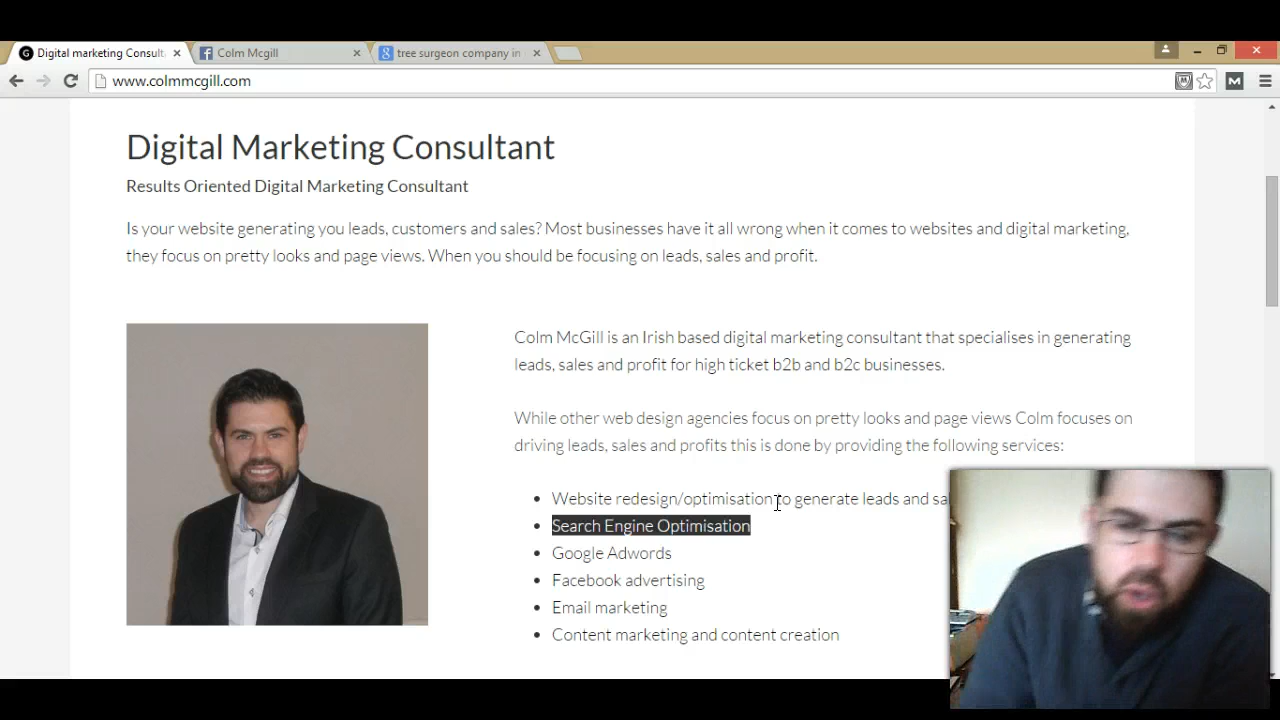 Digital marketing Consult
Colm Mcgill
tree surgeon company in
www.colmmcgill.com
Digital Marketing Consultant
Results Oriented Digital Marketing Consultant
Is your website generating you leads, customers and sales? Most businesses have it all wrong when it comes to websites and digital marketing,
they focus on pretty looks and page views. When you should be focusing on leads, sales and profit.
Colm McGill is an Irish based digital marketing consultant that specialises in generating
leads, sales and profit for high ticket b2b and b2c businesses.
While other web design agencies focus on pretty looks and page views Colm focuses on
driving leads, sales and profits this is done by providing the following services:
Website redesign/optimisation to generate leads and sal
Search Engine Optimisation
Google Adwords
Facebook advertising
Email marketing
Content marketing and content creation